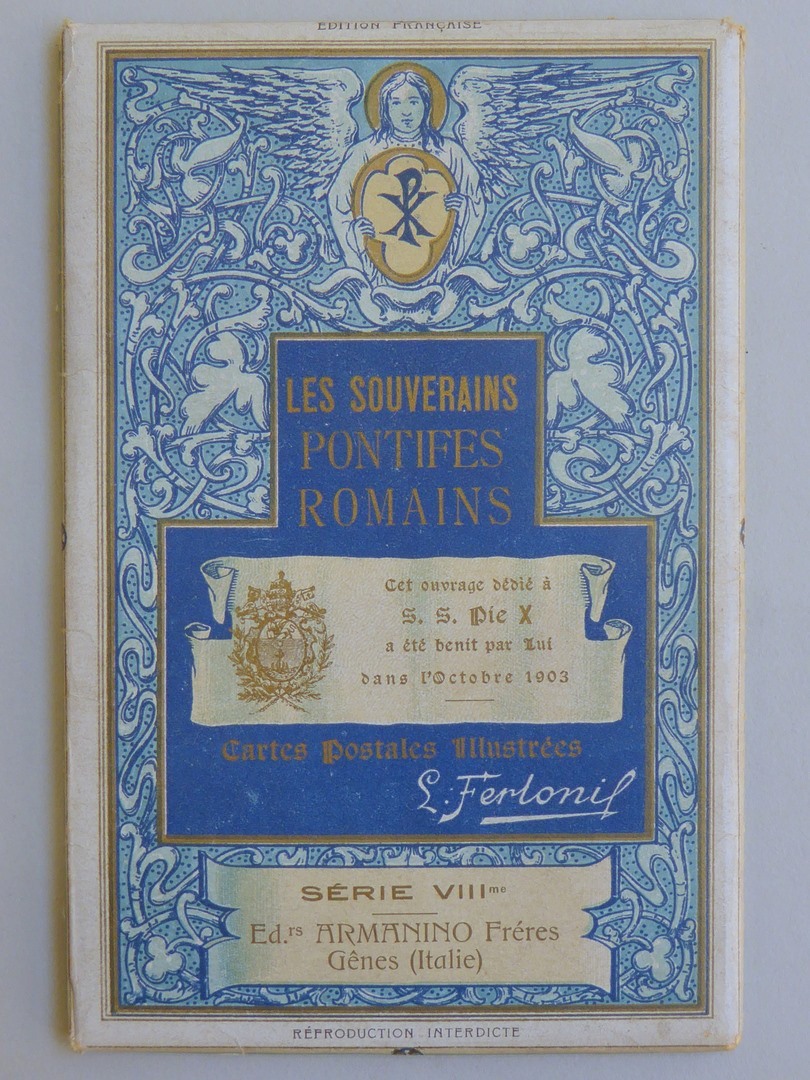 EDITION FRANÇAISE
LES SOUVERAINS
PONTIFES
ROMAINS
Cet ouvrage dédié à
S. S. Pie X
a été benit par Lui
dans l'Octobre 1903
Cartes Postales Illustrées
SÉRIE VIIIme
Ed.rs ARMANINO Fréres
Gênes (Italie)
RÉPRODUCTION INTERDICTE